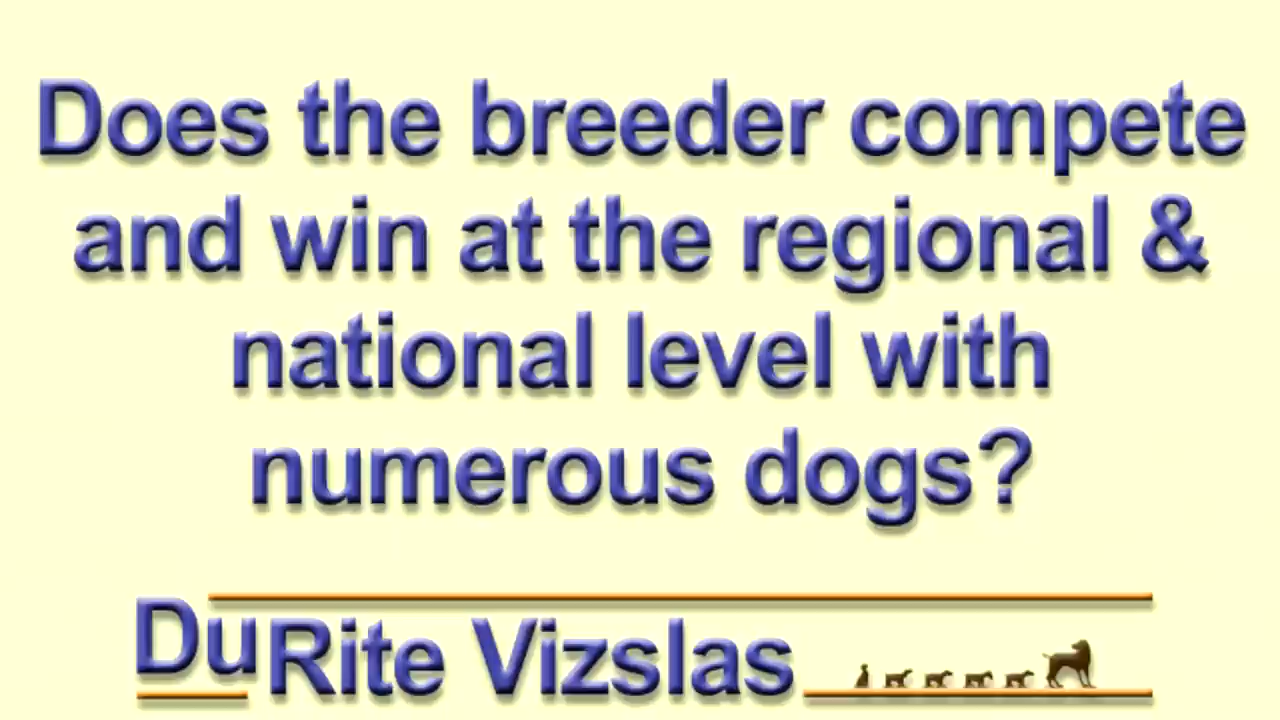 Does the breeder compete
and win at the regional &
national level with
numerous dogs?
DuRite Vizslas